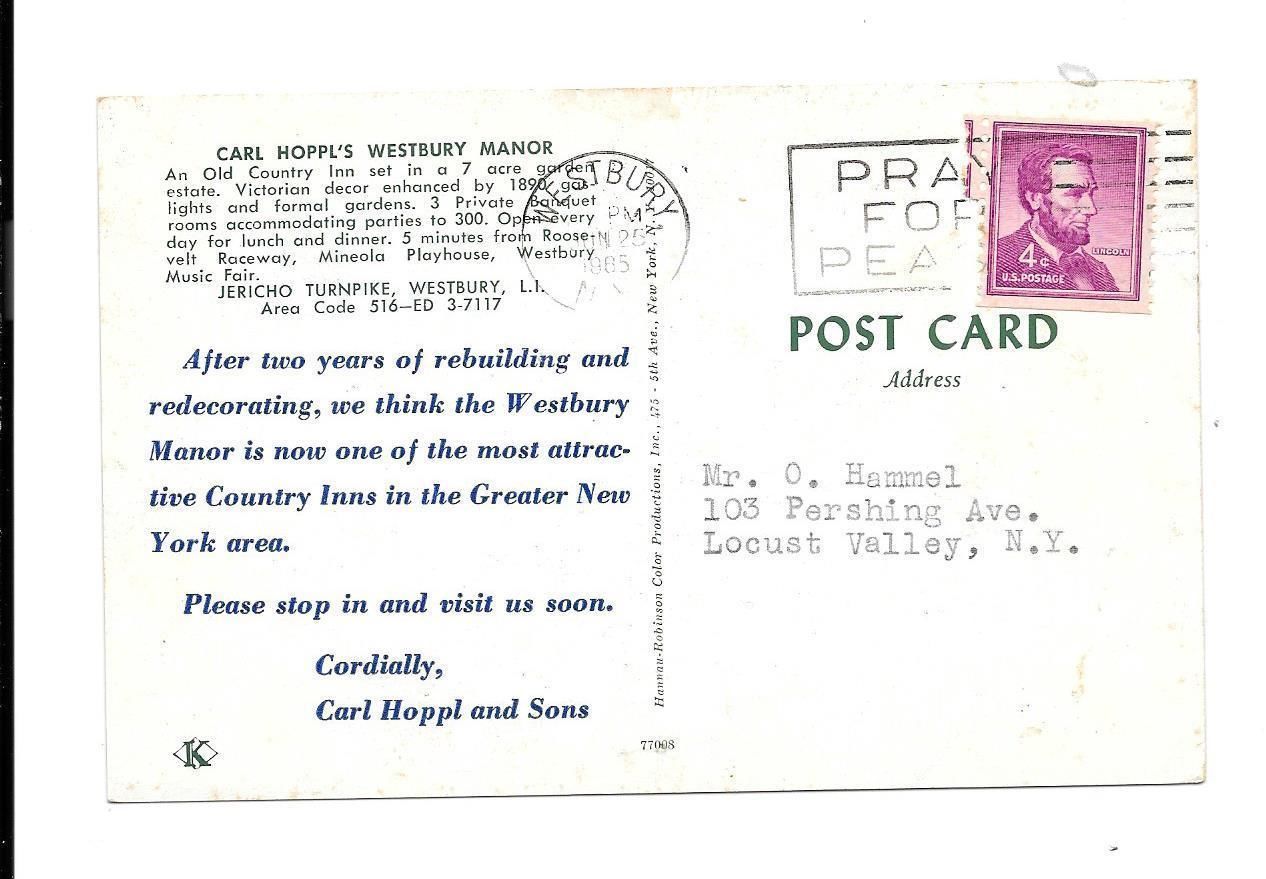 CARL HOPPL'S WESTBURY MANOR
An Old Country Inn set in a 7 acre garden
estate. Victorian decor enhanced by 1890 gas-
lights and formal gardens. 3 Private Banquet
rooms accommodating parties to 300. Open every
day for lunch and dinner. 5 minutes from Roose-
velt Raceway, Mineola Playhouse, Westbury
Music Fair.
JERICHO TURNPIKE, WESTBURY, L.I.
Area Code 516—ED 3-7117
After two years of rebuilding and
redecorating, we think the Westbury
Manor is now one of the most attrac-
tive Country Inns in the Greater New
York area.
Please stop in and visit us soon.
Cordially,
Carl Hoppl and Sons
K
Hannau-Robinson Color Productions, Inc., 475 - 5th Ave., New York, N.Y.
77098
WESTBURY
PM
25
1965
PRAY
FOR
PEA
4¢
LINCOLN
U.S. POSTAGE
POST CARD
Address
Mr. O. Hammel
103 Pershing Ave.
Locust Valley, N.Y.